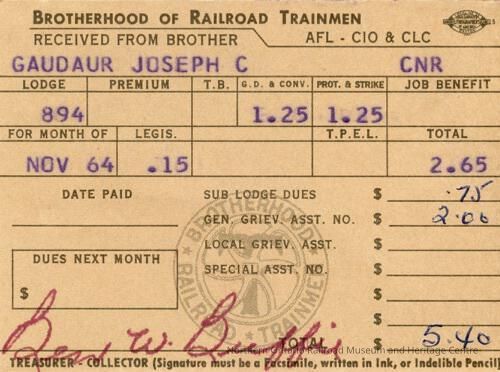 BROTHERHOOD OF RAILROAD TRAINMEN
RECEIVED FROM BROTHER AFL - CIO & CLC
GAUDAUR JOSEPH C CNR
LODGE PREMIUM T.B. G.D. & CONV. PROT. & STRIKE JOB BENEFIT
894 1.25 1.25
FOR MONTH OF LEGIS. T.P.E.L. TOTAL
NOV 64 .15 2.65
DATE PAID SUB LODGE DUES $ .75
GEN. GRIEV. ASST. NO. $ 2.00
LOCAL GRIEV. ASST. $
DUES NEXT MONTH SPECIAL ASST. NO. $
$ $
BROTHERHOOD RAILROAD TRAINMEN
Ben W. TOTAL $ 5.40
Northern Ontario Railroad Museum and Heritage Centre
TREASURER - COLLECTOR (Signature must be a Facsimile, written in Ink, or Indelible Pencil